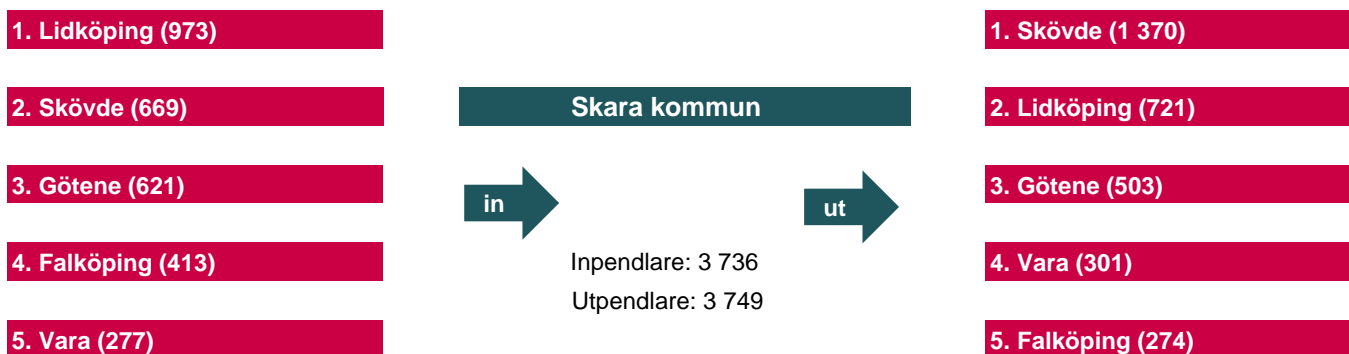 1. Lidköping (973)
2. Skövde (669)
3. Götene (621)
4. Falköping (413)
5. Vara (277)
Skara kommun
in
ut
Inpendlare: 3 736
Utpendlare: 3 749
1. Skövde (1 370)
2. Lidköping (721)
3. Götene (503)
4. Vara (301)
5. Falköping (274)